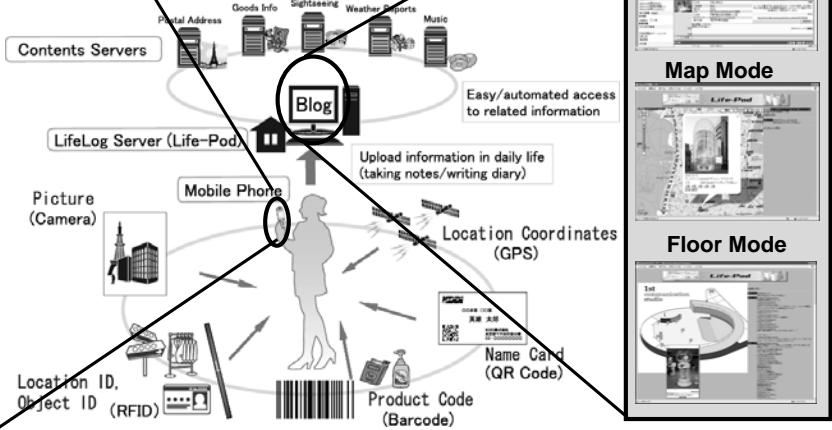 Postal Address
Goods Info
Sightseeing
Weather Reports
Music
Contents Servers
Blog
Easy/automated access
to related information
LifeLog Server (Life-Pod)
Upload information in daily life
(taking notes/writing diary)
Mobile Phone
Picture
(Camera)
Location Coordinates
(GPS)
Name Card
(QR Code)
Location ID,
Object ID
(RFID)
Product Code
(Barcode)
Map Mode
Life-Pod
Floor Mode
Life-Pod
1st